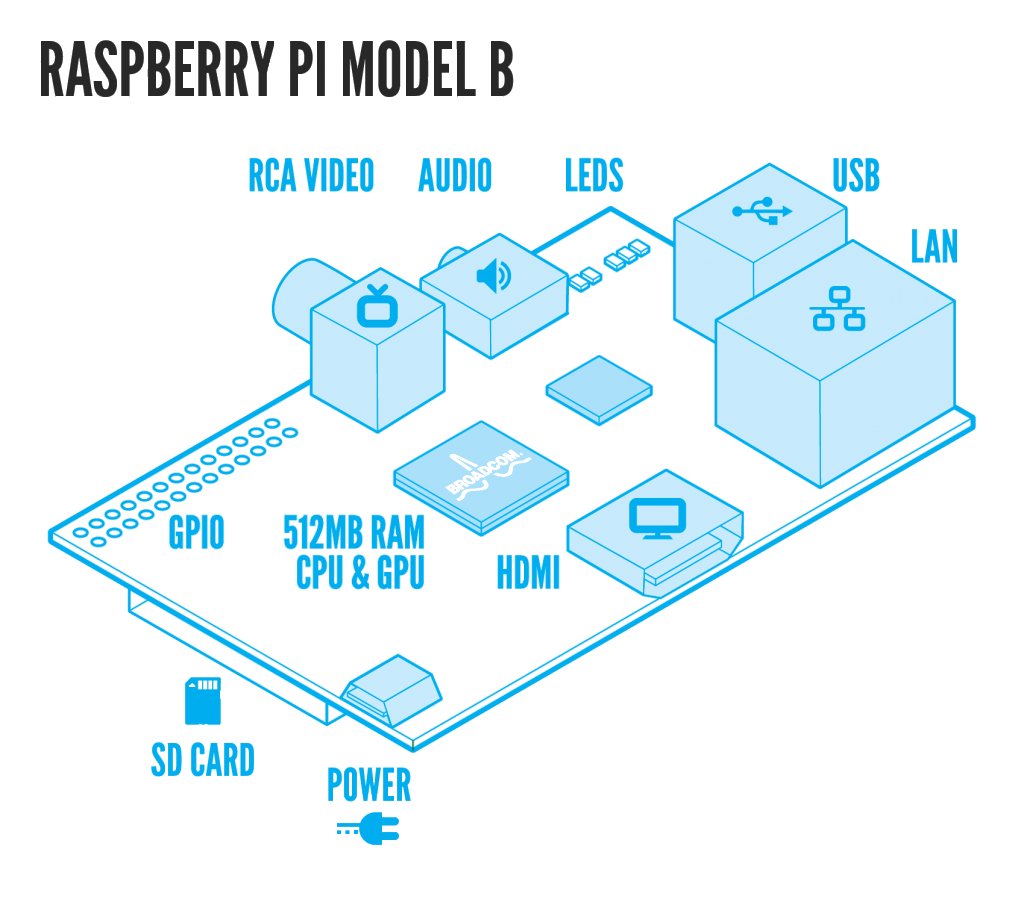 RASPBERRY PI MODEL B
RCA VIDEO
AUDIO
LEDS
USB
LAN
BROADCOM.
GPIO
512MB RAM
CPU & GPU
HDMI
SD CARD
POWER